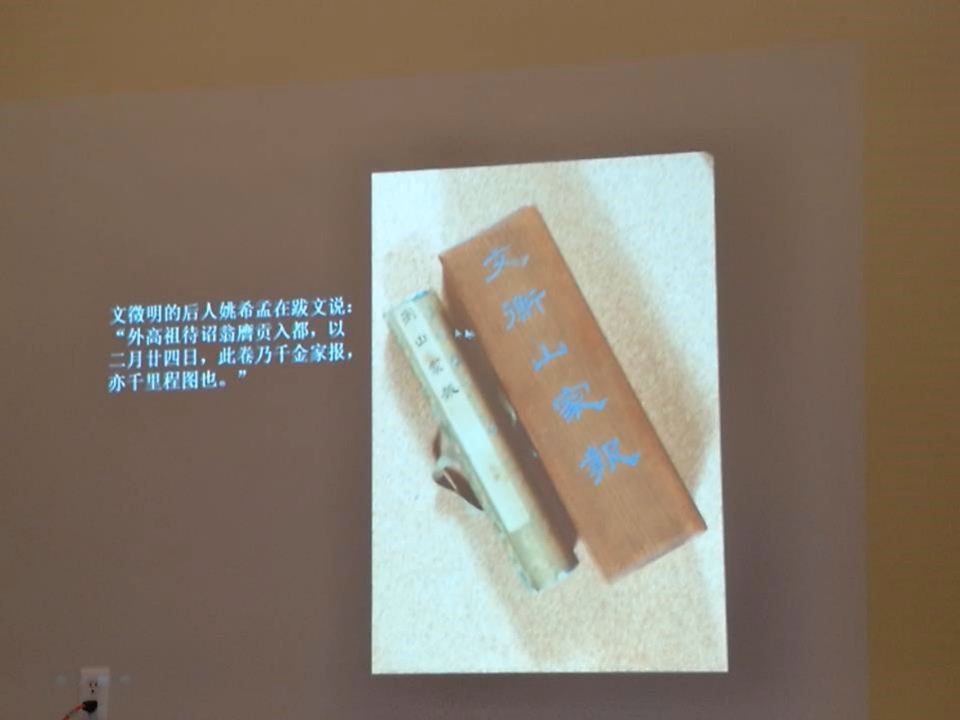 文徵明的后人姚希孟在跋文说：
“外高祖待诏翁膺贡入都，以
二月廿四日，此卷乃千金家报，
亦千里程图也。”
衡山家报
文衡山家報